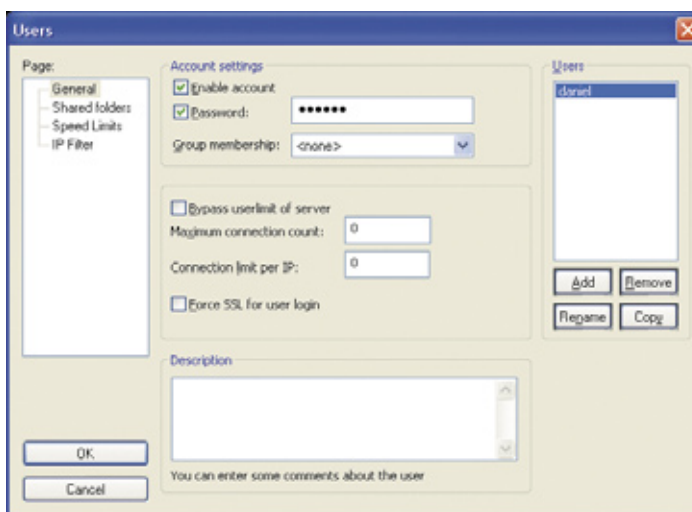 Users
Page:
General
Shared folders
Speed Limits
IP Filter
OK
Cancel
Account settings
Enable account
Password: ••••••
Group membership: <none>
Bypass userlimit of server
Maximum connection count: 0
Connection limit per IP: 0
Force SSL for user login
Description
You can enter some comments about the user
Users
daniel
Add Remove
Rename Copy